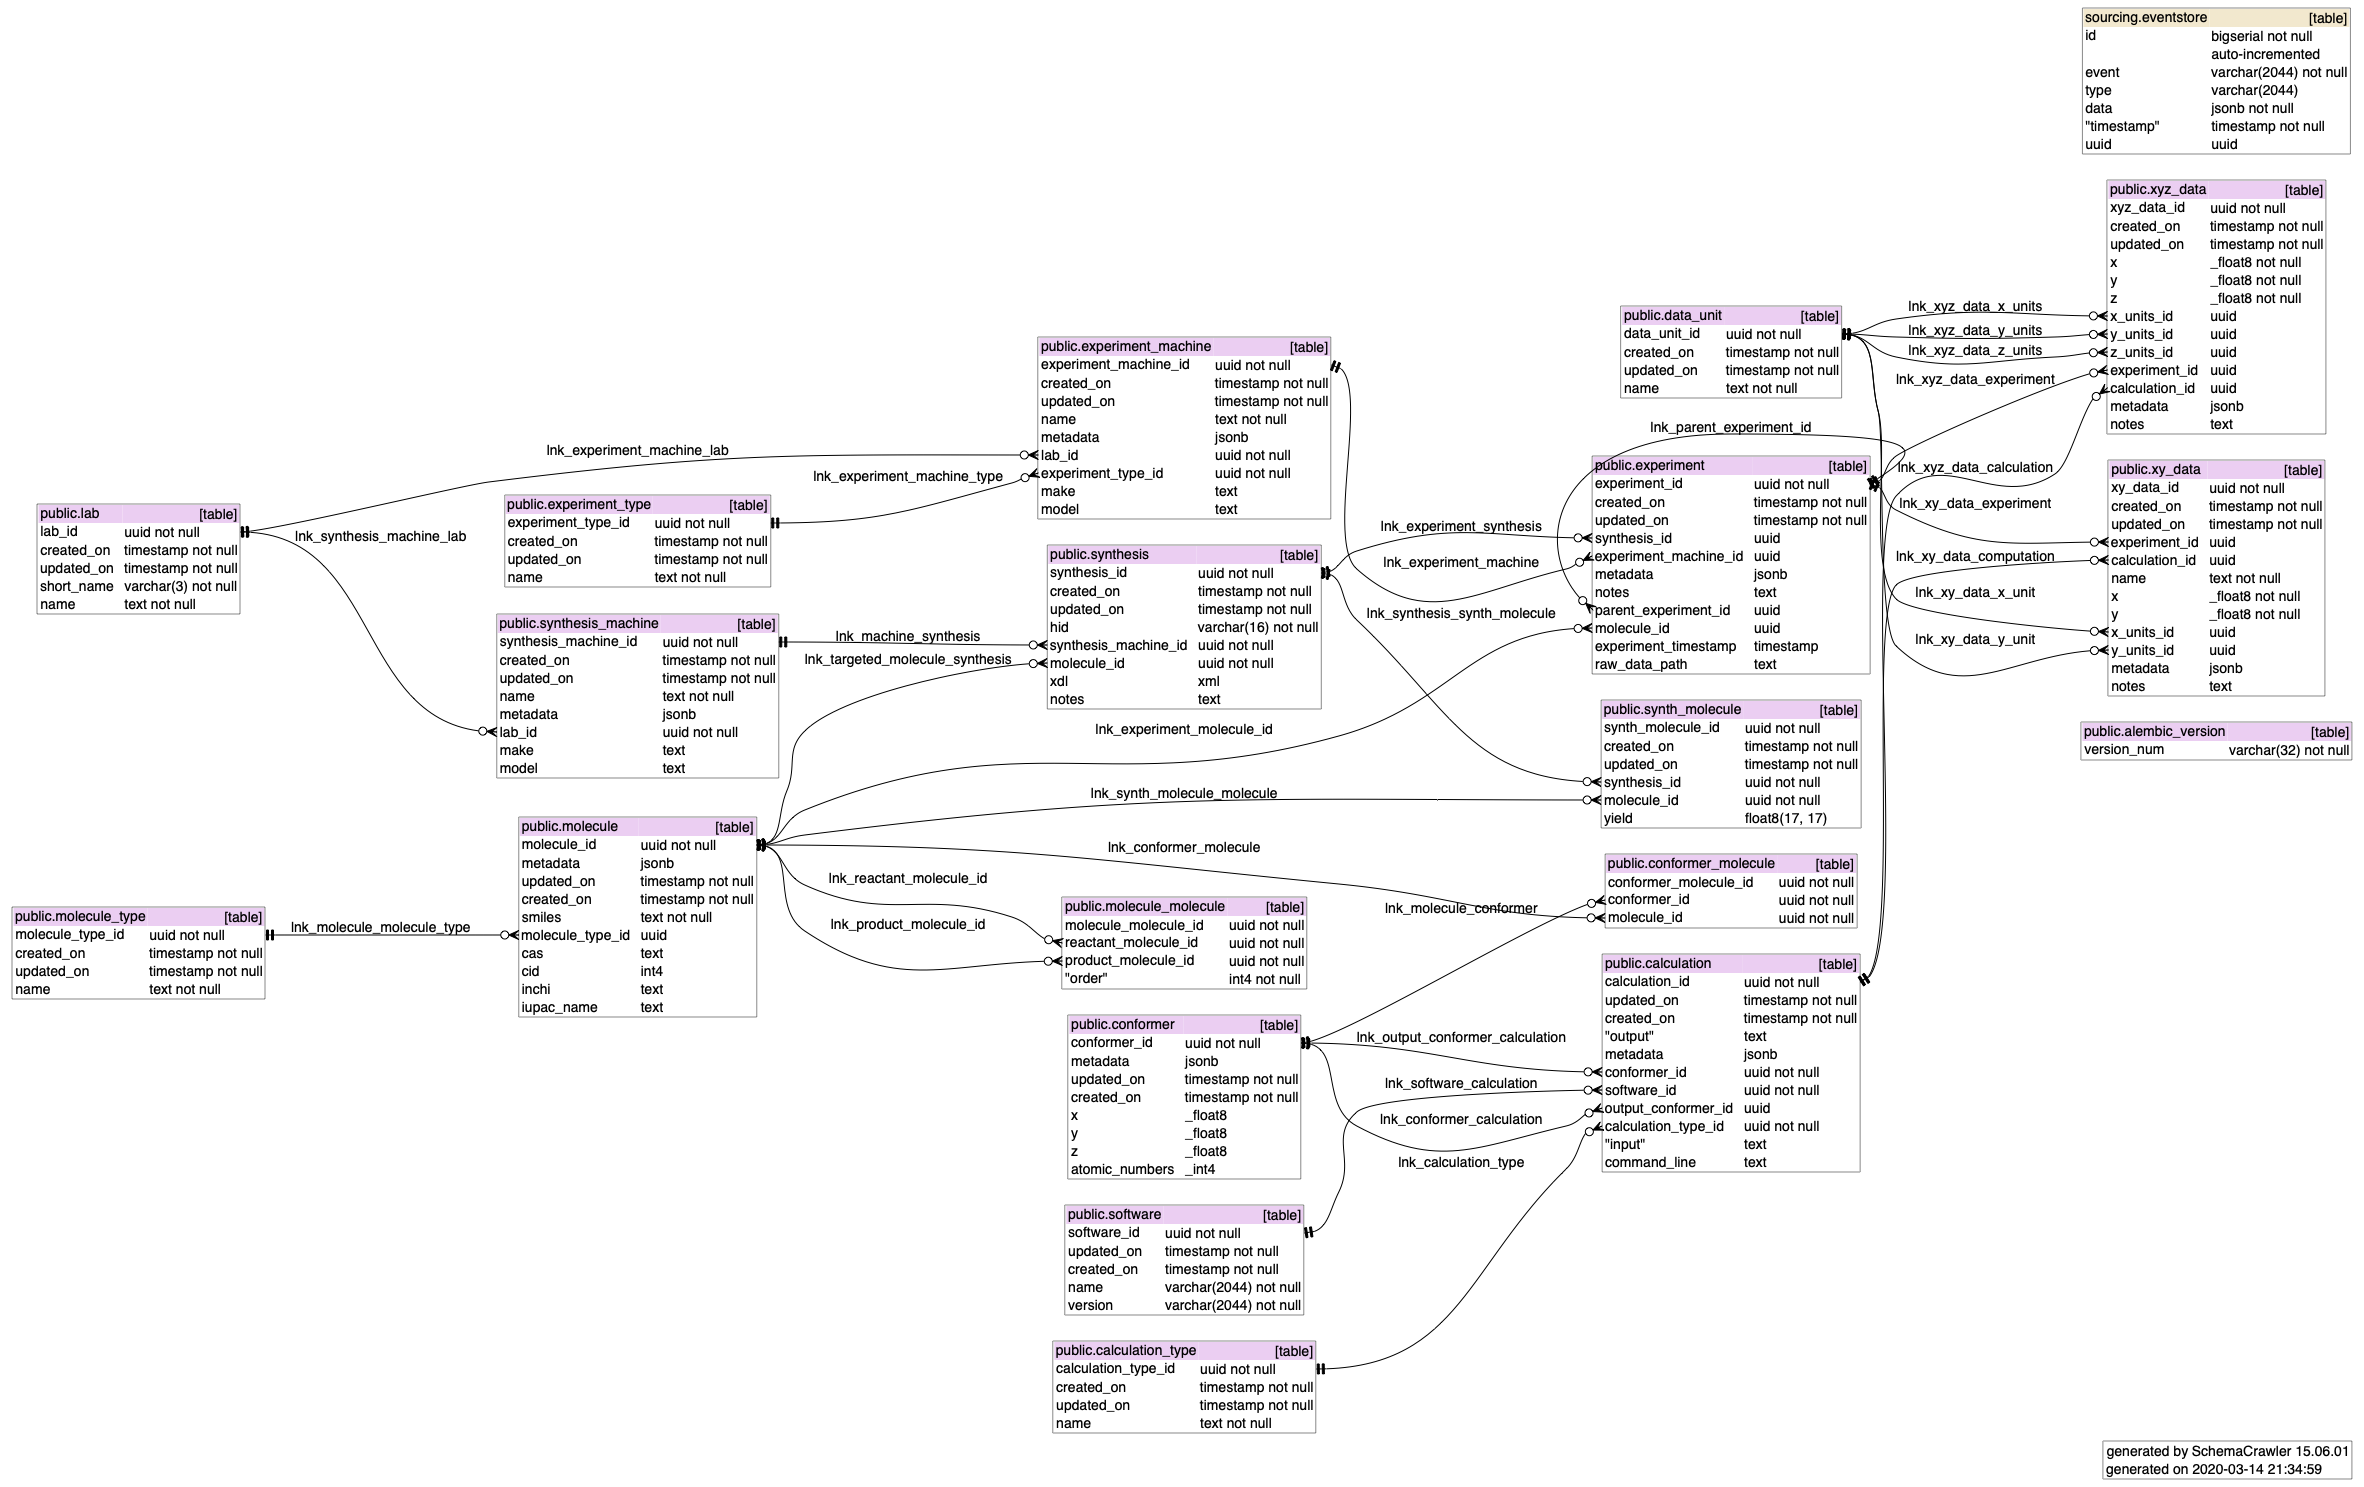 sourcing.eventstore [table]
id bigserial not null
auto-incremented
event varchar(2044) not null
type varchar(2044)
data jsonb not null
"timestamp" timestamp not null
uuid uuid
public.xyz_data [table]
xyz_data_id uuid not null
created_on timestamp not null
updated_on timestamp not null
x _float8 not null
y _float8 not null
z _float8 not null
x_units_id uuid
y_units_id uuid
z_units_id uuid
experiment_id uuid
calculation_id uuid
metadata jsonb
notes text
public.data_unit [table]
data_unit_id uuid not null
created_on timestamp not null
updated_on timestamp not null
name text not null
lnk_xyz_data_x_units
lnk_xyz_data_y_units
lnk_xyz_data_z_units
lnk_xyz_data_experiment
lnk_parent_experiment_id
lnk_xyz_data_calculation
lnk_xy_data_experiment
lnk_xy_data_computation
lnk_xy_data_x_unit
lnk_xy_data_y_unit
public.experiment_machine [table]
experiment_machine_id uuid not null
created_on timestamp not null
updated_on timestamp not null
name text not null
metadata jsonb
lab_id uuid not null
experiment_type_id uuid not null
make text
model text
lnk_experiment_machine_lab
lnk_experiment_machine_type
public.lab [table]
lab_id uuid not null
created_on timestamp not null
updated_on timestamp not null
short_name varchar(3) not null
name text not null
lnk_synthesis_machine_lab
public.experiment_type [table]
experiment_type_id uuid not null
created_on timestamp not null
updated_on timestamp not null
name text not null
public.experiment [table]
experiment_id uuid not null
created_on timestamp not null
updated_on timestamp not null
synthesis_id uuid
experiment_machine_id uuid
metadata jsonb
notes text
parent_experiment_id uuid
molecule_id uuid
experiment_timestamp timestamp
raw_data_path text
public.xy_data [table]
xy_data_id uuid not null
created_on timestamp not null
updated_on timestamp not null
experiment_id uuid
calculation_id uuid
name text not null
x _float8 not null
y _float8 not null
x_units_id uuid
y_units_id uuid
metadata jsonb
notes text
lnk_experiment_synthesis
lnk_experiment_machine
lnk_synthesis_synth_molecule
public.synthesis [table]
synthesis_id uuid not null
created_on timestamp not null
updated_on timestamp not null
hid varchar(16) not null
synthesis_machine_id uuid not null
molecule_id uuid not null
xdl xml
notes text
public.synthesis_machine [table]
synthesis_machine_id uuid not null
created_on timestamp not null
updated_on timestamp not null
name text not null
metadata jsonb
lab_id uuid not null
make text
model text
lnk_machine_synthesis
lnk_targeted_molecule_synthesis
lnk_experiment_molecule_id
lnk_synth_molecule_molecule
public.synth_molecule [table]
synth_molecule_id uuid not null
created_on timestamp not null
updated_on timestamp not null
synthesis_id uuid not null
molecule_id uuid not null
yield float8(17, 17)
public.alembic_version [table]
version_num varchar(32) not null
public.molecule [table]
molecule_id uuid not null
metadata jsonb
updated_on timestamp not null
created_on timestamp not null
smiles text not null
molecule_type_id uuid
cas text
cid int4
inchi text
iupac_name text
lnk_conformer_molecule
lnk_reactant_molecule_id
lnk_product_molecule_id
lnk_molecule_conformer
public.molecule_type [table]
molecule_type_id uuid not null
created_on timestamp not null
updated_on timestamp not null
name text not null
lnk_molecule_molecule_type
public.molecule_molecule [table]
molecule_molecule_id uuid not null
reactant_molecule_id uuid not null
product_molecule_id uuid not null
"order" int4 not null
public.conformer_molecule [table]
conformer_molecule_id uuid not null
conformer_id uuid not null
molecule_id uuid not null
public.calculation [table]
calculation_id uuid not null
updated_on timestamp not null
created_on timestamp not null
"output" text
metadata jsonb
conformer_id uuid not null
software_id uuid not null
output_conformer_id uuid
calculation_type_id uuid not null
"input" text
command_line text
public.conformer [table]
conformer_id uuid not null
metadata jsonb
updated_on timestamp not null
created_on timestamp not null
x _float8
y _float8
z _float8
atomic_numbers _int4
lnk_output_conformer_calculation
lnk_software_calculation
lnk_conformer_calculation
lnk_calculation_type
public.software [table]
software_id uuid not null
updated_on timestamp not null
created_on timestamp not null
name varchar(2044) not null
version varchar(2044) not null
public.calculation_type [table]
calculation_type_id uuid not null
created_on timestamp not null
updated_on timestamp not null
name text not null
generated by SchemaCrawler 15.06.01
generated on 2020-03-14 21:34:59